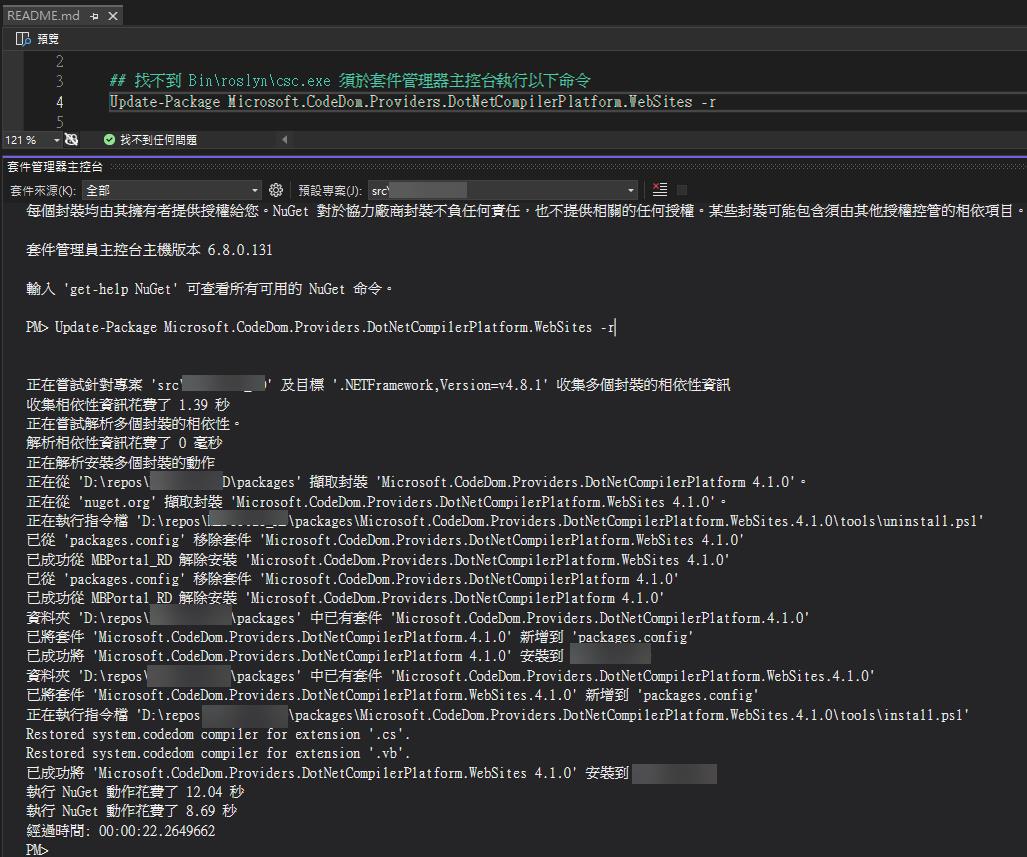 README.md
預覽
2
3 ## 找不到 Bin\roslyn\csc.exe 須於套件管理器主控台執行以下命令
4 Update-Package Microsoft.CodeDom.Providers.DotNetCompilerPlatform.WebSites -r
5
121 % 找不到任何問題
套件管理器主控台
套件來源(K): 全部 預設專案(J): src\
每個封裝均由其擁有者提供授權給您。NuGet 對於協力廠商封裝不負任何責任，也不提供相關的任何授權。某些封裝可能包含須由其他授權控管的相依項目。
套件管理員主控台主機版本 6.8.0.131
輸入 'get-help NuGet' 可查看所有可用的 NuGet 命令。
PM> Update-Package Microsoft.CodeDom.Providers.DotNetCompilerPlatform.WebSites -r
正在嘗試針對專案 'src\ ' 及目標 '.NETFramework,Version=v4.8.1' 收集多個封裝的相依性資訊
收集相依性資訊花費了 1.39 秒
正在嘗試解析多個封裝的相依性。
解析相依性資訊花費了 0 毫秒
正在解析安裝多個封裝的動作
正在從 'D:\repos\ D\packages' 擷取封裝 'Microsoft.CodeDom.Providers.DotNetCompilerPlatform 4.1.0'。
正在從 'nuget.org' 擷取封裝 'Microsoft.CodeDom.Providers.DotNetCompilerPlatform.WebSites 4.1.0'。
正在執行指令檔 'D:\repos\ \packages\Microsoft.CodeDom.Providers.DotNetCompilerPlatform.WebSites.4.1.0\tools\uninstall.ps1'
已從 'packages.config' 移除套件 'Microsoft.CodeDom.Providers.DotNetCompilerPlatform.WebSites 4.1.0'
已成功從 MBPortal_RD 解除安裝 'Microsoft.CodeDom.Providers.DotNetCompilerPlatform.WebSites 4.1.0'
已從 'packages.config' 移除套件 'Microsoft.CodeDom.Providers.DotNetCompilerPlatform 4.1.0'
已成功從 MBPortal_RD 解除安裝 'Microsoft.CodeDom.Providers.DotNetCompilerPlatform 4.1.0'
資料夾 'D:\repos\ \packages' 中已有套件 'Microsoft.CodeDom.Providers.DotNetCompilerPlatform.4.1.0'
已將套件 'Microsoft.CodeDom.Providers.DotNetCompilerPlatform.4.1.0' 新增到 'packages.config'
已成功將 'Microsoft.CodeDom.Providers.DotNetCompilerPlatform 4.1.0' 安裝到
資料夾 'D:\repos\ \packages' 中已有套件 'Microsoft.CodeDom.Providers.DotNetCompilerPlatform.WebSites.4.1.0'
已將套件 'Microsoft.CodeDom.Providers.DotNetCompilerPlatform.WebSites.4.1.0' 新增到 'packages.config'
正在執行指令檔 'D:\repos \packages\Microsoft.CodeDom.Providers.DotNetCompilerPlatform.WebSites.4.1.0\tools\install.ps1'
Restored system.codedom compiler for extension '.cs'.
Restored system.codedom compiler for extension '.vb'.
已成功將 'Microsoft.CodeDom.Providers.DotNetCompilerPlatform.WebSites 4.1.0' 安裝到
執行 NuGet 動作花費了 12.04 秒
執行 NuGet 動作花費了 8.69 秒
經過時間: 00:00:22.2649662
PM>